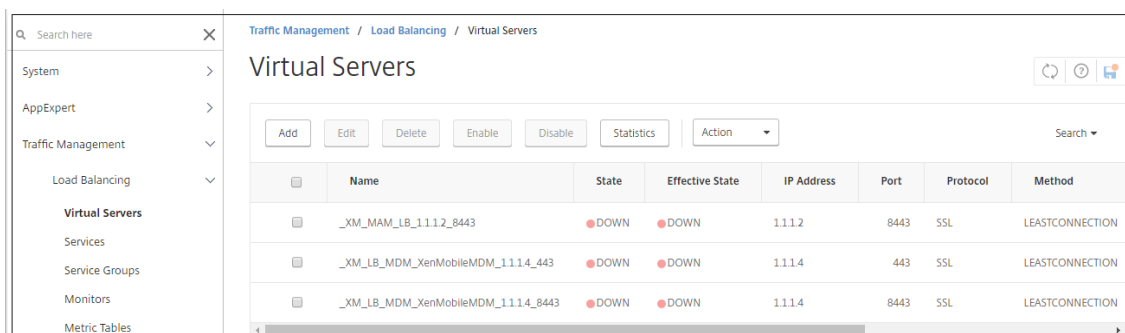 Search here
System
AppExpert
Traffic Management
Load Balancing
Virtual Servers
Services
Service Groups
Monitors
Metric Tables
Traffic Management / Load Balancing / Virtual Servers
Virtual Servers
Add Edit Delete Enable Disable Statistics Action Search
Name State Effective State IP Address Port Protocol Method
_XM_MAM_LB_1.1.1.2_8443 DOWN DOWN 1.1.1.2 8443 SSL LEASTCONNECTION
_XM_LB_MDM_XenMobileMDM_1.1.1.4_443 DOWN DOWN 1.1.1.4 443 SSL LEASTCONNECTION
_XM_LB_MDM_XenMobileMDM_1.1.1.4_8443 DOWN DOWN 1.1.1.4 8443 SSL LEASTCONNECTION